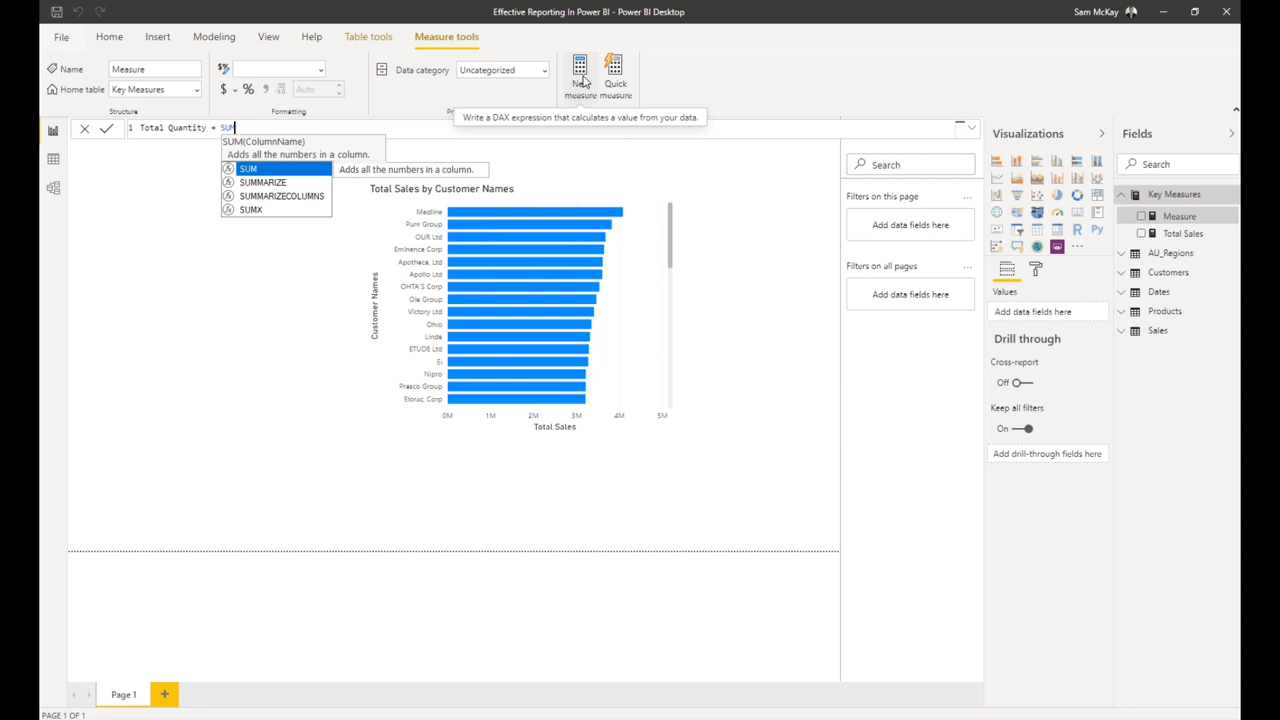 Effective Reporting In Power BI - Power BI Desktop
Sam McKay
File Home Insert Modeling View Help Table tools Measure tools
Name Measure
Home table Key Measures
Structure
$ % Auto
Formatting
Data category Uncategorized
New measure
Quick measure
Write a DAX expression that calculates a value from your data.
1 Total Quantity = SUM
SUM(ColumnName)
Adds all the numbers in a column.
SUM
Adds all the numbers in a column.
SUMMARIZE
SUMMARIZECOLUMNS
SUMX
Total Sales by Customer Names
Customer Names
Medline
Pure Group
OUR Ltd
Eminence Corp
Apotheca, Ltd
Apollo Ltd
OHTA'S Corp
Ole Group
Victory Ltd
Ohio
Linde
ETUDE Ltd
Ei
Nipro
Prasco Group
Elorac, Corp
0M 1M 2M 3M 4M 5M
Total Sales
Search
Filters on this page
...
Add data fields here
Filters on all pages
...
Add data fields here
Visualizations
R Py
...
Values
Add data fields here
Drill through
Cross-report
Off
Keep all filters
On
Add drill-through fields here
Fields
Search
Key Measures
Measure
Total Sales
AU_Regions
Customers
Dates
Products
Sales
Page 1
PAGE 1 OF 1